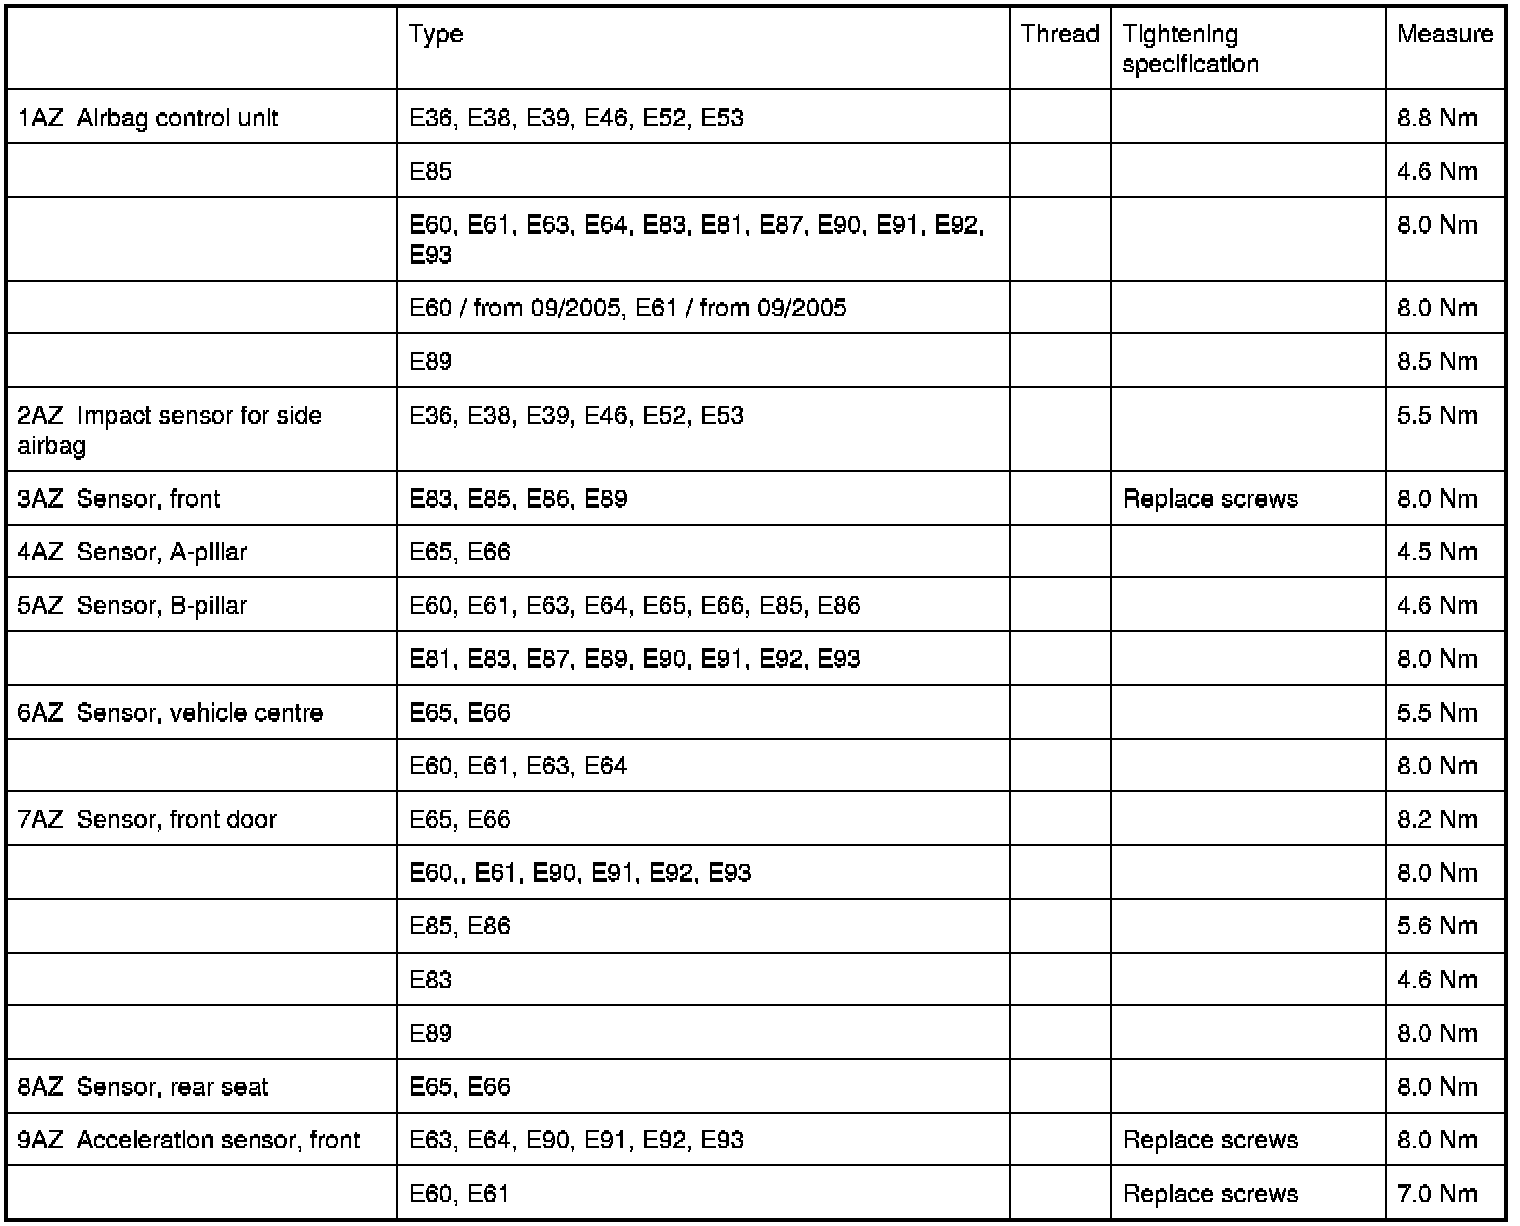 Type Thread Tightening specification Measure
1AZ Airbag control unit E36, E38, E39, E46, E52, E53 8.8 Nm
E85 4.6 Nm
E60, E61, E63, E64, E83, E81, E87, E90, E91, E92,
E93 8.0 Nm
E60 / from 09/2005, E61 / from 09/2005 8.0 Nm
E89 8.5 Nm
2AZ Impact sensor for side
airbag E36, E38, E39, E46, E52, E53 5.5 Nm
3AZ Sensor, front E83, E85, E86, E89 Replace screws 8.0 Nm
4AZ Sensor, A-pillar E65, E66 4.5 Nm
5AZ Sensor, B-pillar E60, E61, E63, E64, E65, E66, E85, E86 4.6 Nm
E81, E83, E87, E89, E90, E91, E92, E93 8.0 Nm
6AZ Sensor, vehicle centre E65, E66 5.5 Nm
E60, E61, E63, E64 8.0 Nm
7AZ Sensor, front door E65, E66 8.2 Nm
E60,, E61, E90, E91, E92, E93 8.0 Nm
E85, E86 5.6 Nm
E83 4.6 Nm
E89 8.0 Nm
8AZ Sensor, rear seat E65, E66 8.0 Nm
9AZ Acceleration sensor, front E63, E64, E90, E91, E92, E93 Replace screws 8.0 Nm
E60, E61 Replace screws 7.0 Nm